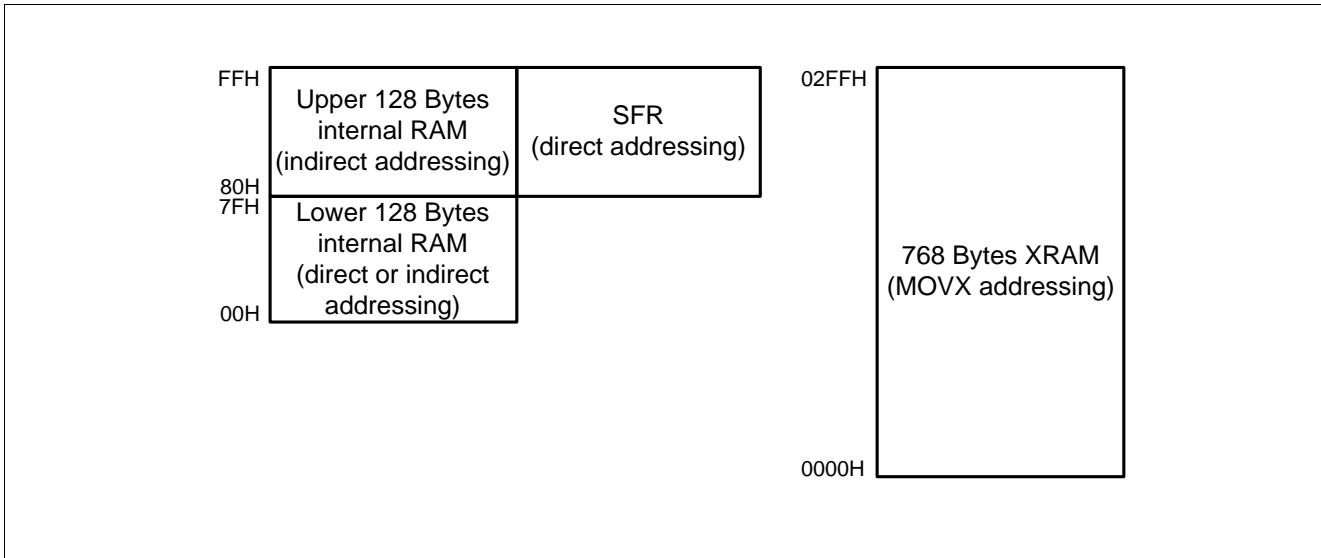 FFH
Upper 128 Bytes
internal RAM
(indirect addressing)
80H
SFR
(direct addressing)
7FH
Lower 128 Bytes
internal RAM
(direct or indirect
addressing)
00H
02FFH
768 Bytes XRAM
(MOVX addressing)
0000H